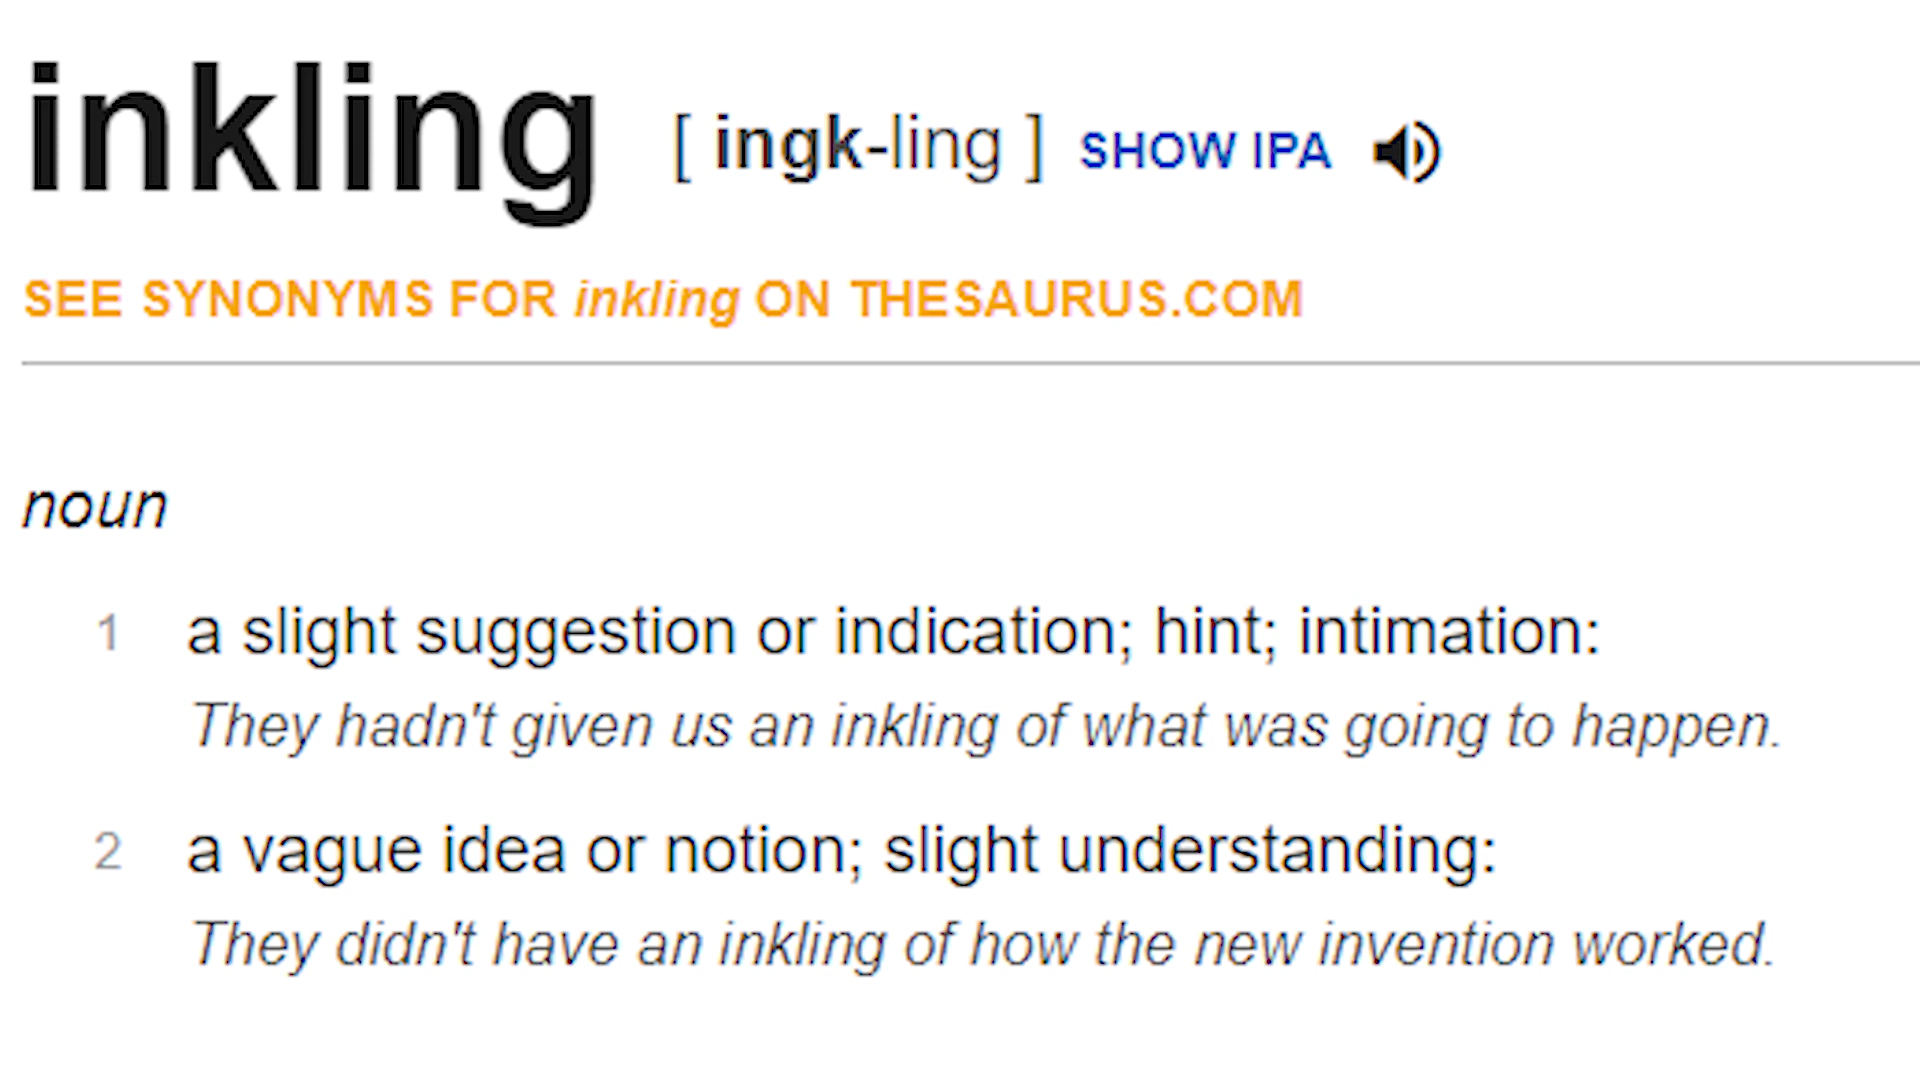 inkling [ ingk-ling ] SHOW IPA
SEE SYNONYMS FOR inkling ON THESAURUS.COM
noun
1 a slight suggestion or indication; hint; intimation:
They hadn't given us an inkling of what was going to happen.
2 a vague idea or notion; slight understanding:
They didn't have an inkling of how the new invention worked.